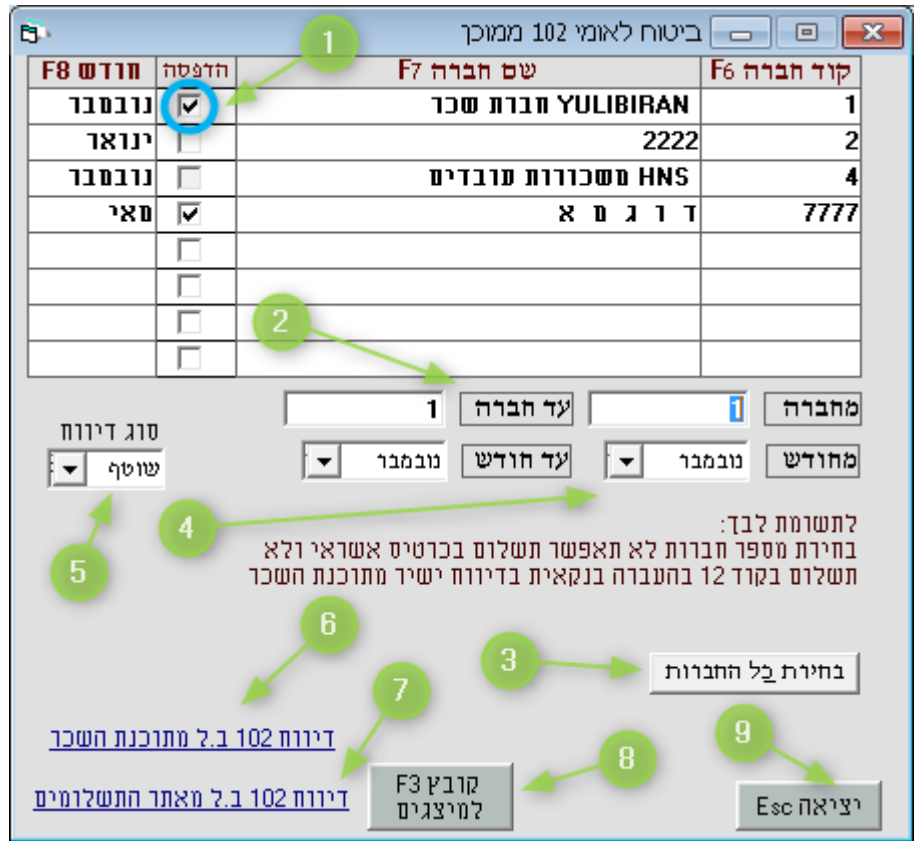 ביטוח לאומי 102 ממוכן
קוד חברה F6 שם חברה F7 הדפסה חודש F8
1 YULIBIRAN חברת שכר נובמבר
2 2222 ינואר
4 HNS משכורות עובדים נובמבר
7777 ד ו ג מ א מאי
מחברה 1 עד חברה 1
סוג דיווח
מחודש נובמבר עד חודש נובמבר שוטף
לתשומת לבך:
בחירת מספר חברות לא תאפשר תשלום בכרטיס אשראי ולא
תשלום בקוד 12 בהעברה בנקאית בדיווח ישיר מתוכנת השכר
בחירת כל החברות
דיווח 102 ב.ל מתוכנת השכר
דיווח 102 ב.ל מאתר התשלומים
קובץ F3
למיצגים
יציאה Esc
1
2
3
4
5
6
7
8
9